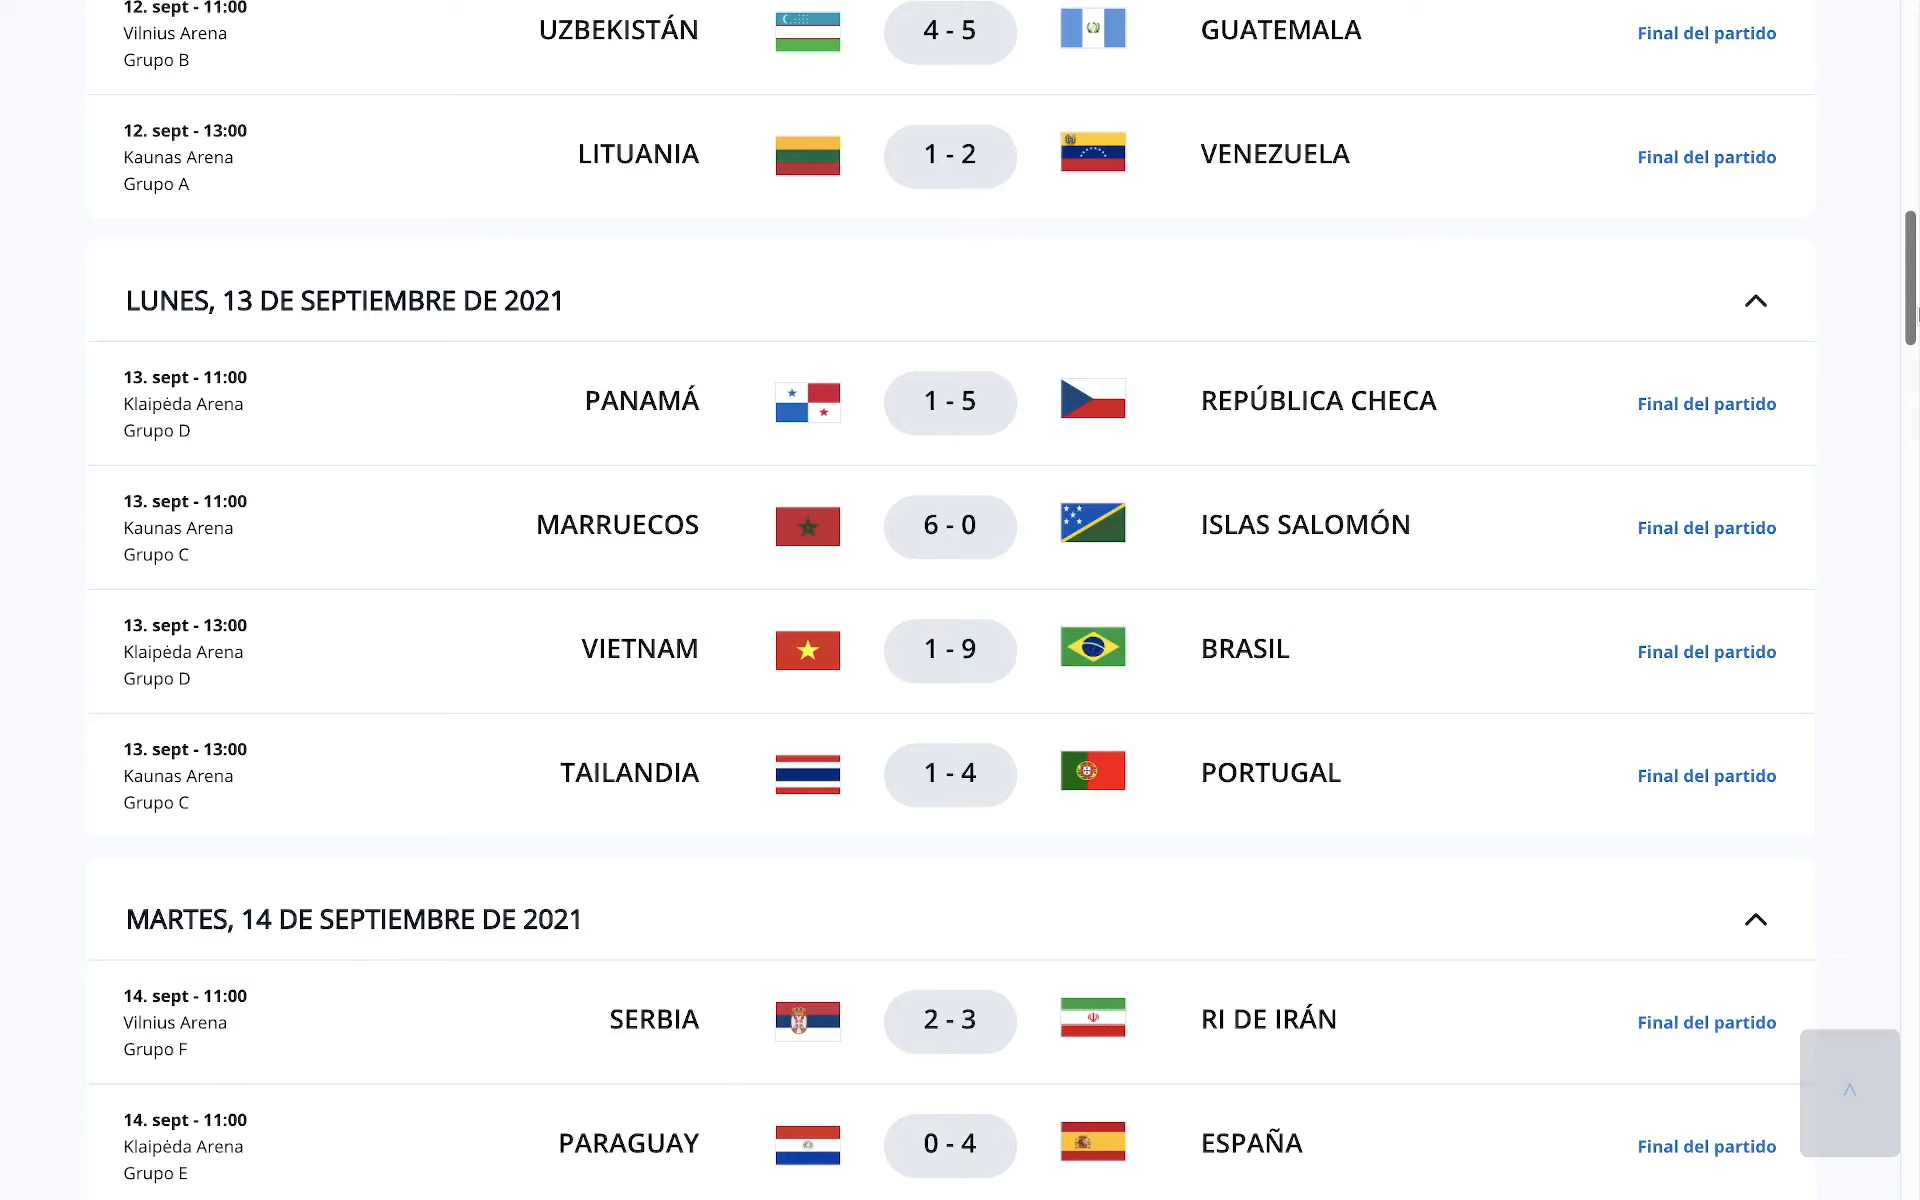 12. sept - 11:00
Vilnius Arena
Grupo B
UZBEKISTÁN
4 - 5
GUATEMALA
Final del partido
12. sept - 13:00
Kaunas Arena
Grupo A
LITUANIA
1 - 2
VENEZUELA
Final del partido
LUNES, 13 DE SEPTIEMBRE DE 2021
13. sept - 11:00
Klaipėda Arena
Grupo D
PANAMÁ
1 - 5
REPÚBLICA CHECA
Final del partido
13. sept - 11:00
Kaunas Arena
Grupo C
MARRUECOS
6 - 0
ISLAS SALOMÓN
Final del partido
13. sept - 13:00
Klaipėda Arena
Grupo D
VIETNAM
1 - 9
BRASIL
Final del partido
13. sept - 13:00
Kaunas Arena
Grupo C
TAILANDIA
1 - 4
PORTUGAL
Final del partido
MARTES, 14 DE SEPTIEMBRE DE 2021
14. sept - 11:00
Vilnius Arena
Grupo F
SERBIA
2 - 3
RI DE IRÁN
Final del partido
14. sept - 11:00
Klaipėda Arena
Grupo E
PARAGUAY
0 - 4
ESPAÑA
Final del partido